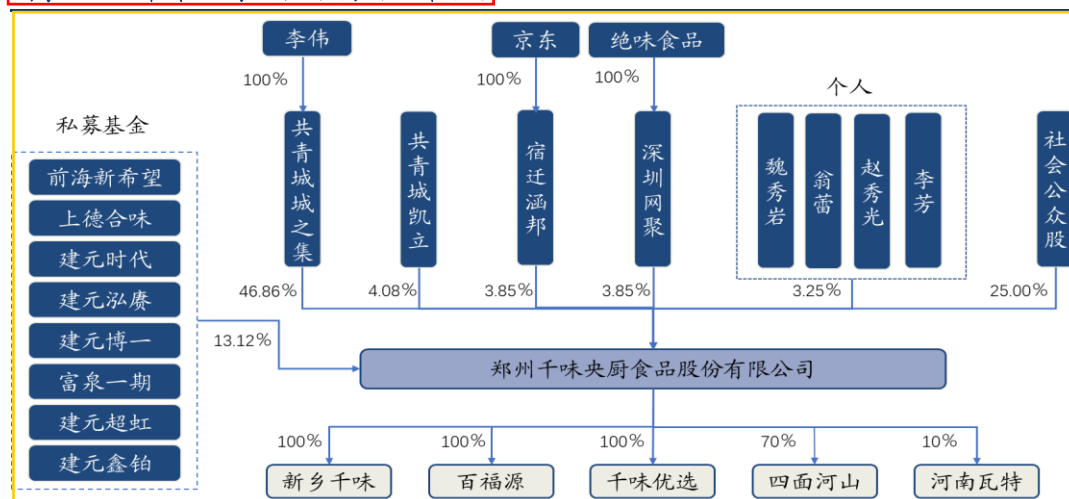 李伟
京东
绝味食品
100%
100%
100%
个人
私募基金
共青城城之集
共青城凯立
宿迁涵邦
深圳网聚
魏秀岩
翁蕾
赵秀光
李芳
社会公众股
前海新希望
上德合味
建元时代
建元泓赓
建元博一
富泉一期
建元超虹
建元鑫铂
46.86%
4.08%
3.85%
3.85%
3.25%
25.00%
13.12%
郑州千味央厨食品股份有限公司
100%
100%
100%
70%
10%
新乡千味
百福源
千味优选
四面河山
河南瓦特